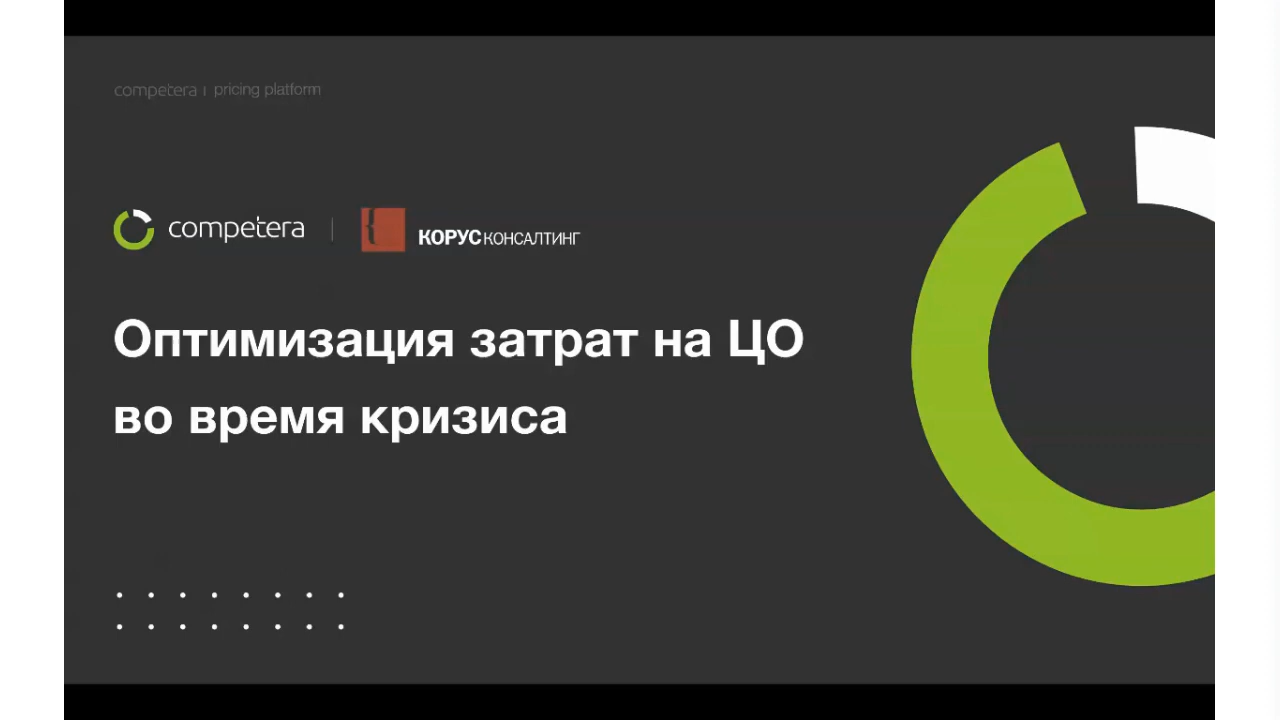 competera | pricing platform
competera | КОРУС КОНСАЛТИНГ
Оптимизация затрат на ЦО
во время кризиса